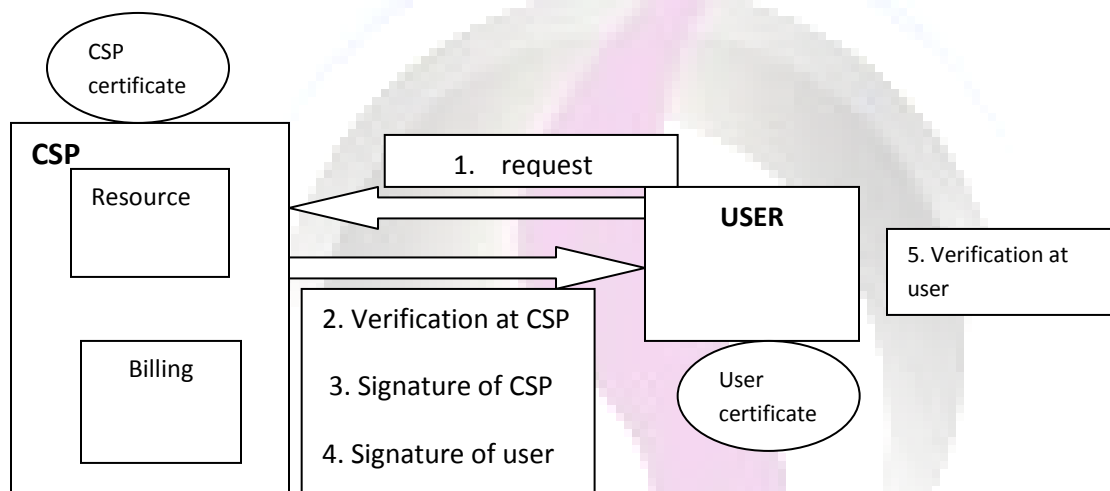 CSP
certificate
CSP
Resource
Billing
1. request
USER
2. Verification at CSP
3. Signature of CSP
4. Signature of user
5. Verification at
user
User
certificate